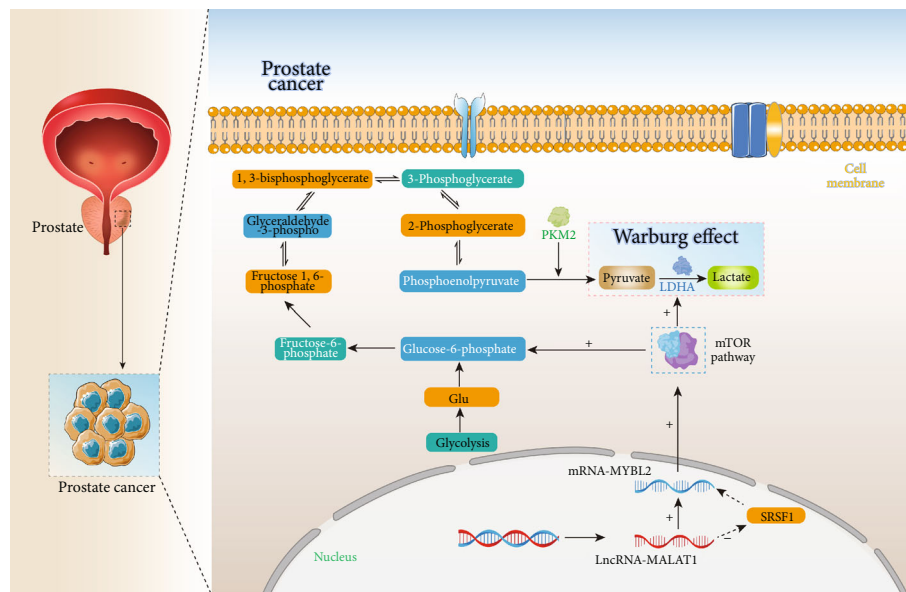 Prostate
cancer
Cell
membrane
1, 3-bisphosphoglycerate
3-Phosphoglycerate
Glyceraldehyde
-3-phospho
2-Phosphoglycerate
PKM2
Warburg effect
Prostate
Fructose 1, 6-
phosphate
Phosphoenolpyruvate
Pyruvate
LDHA
Lactate
+
Fructose-6-
phosphate
Glucose-6-phosphate
+
mTOR
pathway
Glu
+
Glycolysis
Prostate cancer
mRNA-MYBL2
+
SRSF1
–
Nucleus
LncRNA-MALAT1